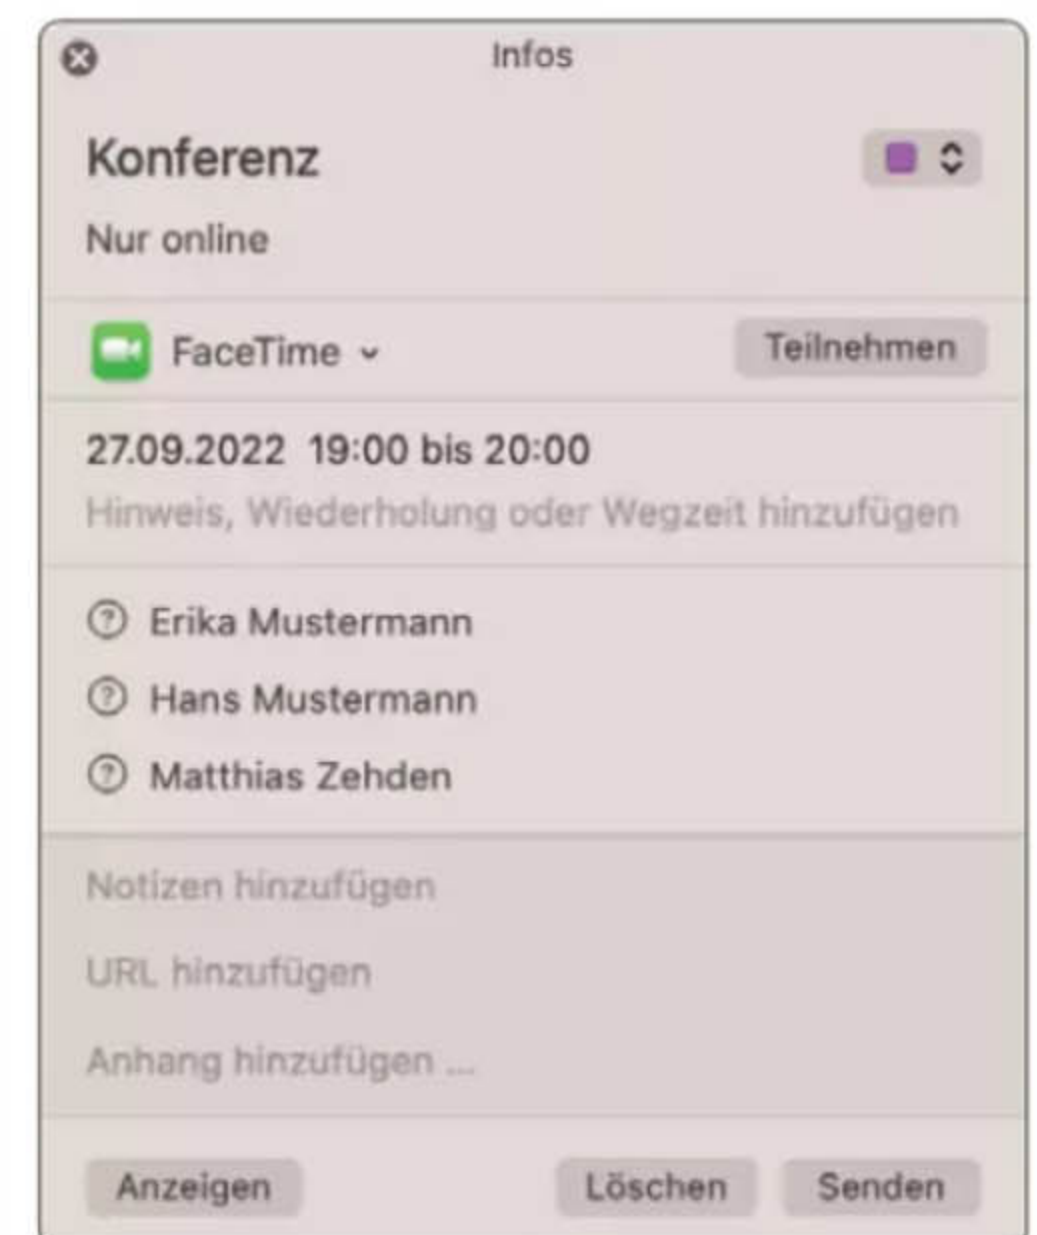 Infos
Konferenz
Nur online
FaceTime
Teilnehmen
27.09.2022 19:00 bis 20:00
Hinweis, Wiederholung oder Wegzeit hinzufügen
? Erika Mustermann
? Hans Mustermann
? Matthias Zehden
Notizen hinzufügen
URL hinzufügen
Anhang hinzufügen ...
Anzeigen
Löschen
Senden